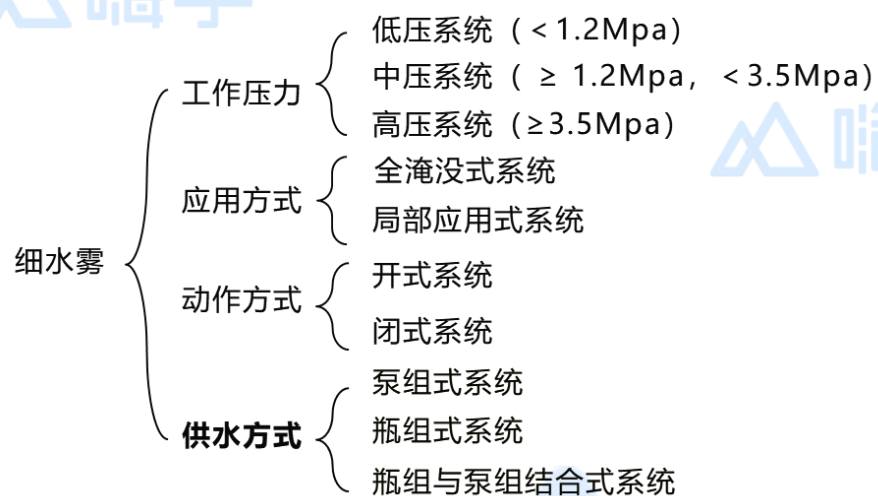 嗨学
低压系统（<1.2Mpa）
工作压力
中压系统（ ≥ 1.2Mpa，<3.5Mpa）
高压系统（≥3.5Mpa）
嗨
全淹没式系统
应用方式
局部应用式系统
细水雾
开式系统
动作方式
闭式系统
泵组式系统
供水方式
瓶组式系统
瓶组与泵组结合式系统